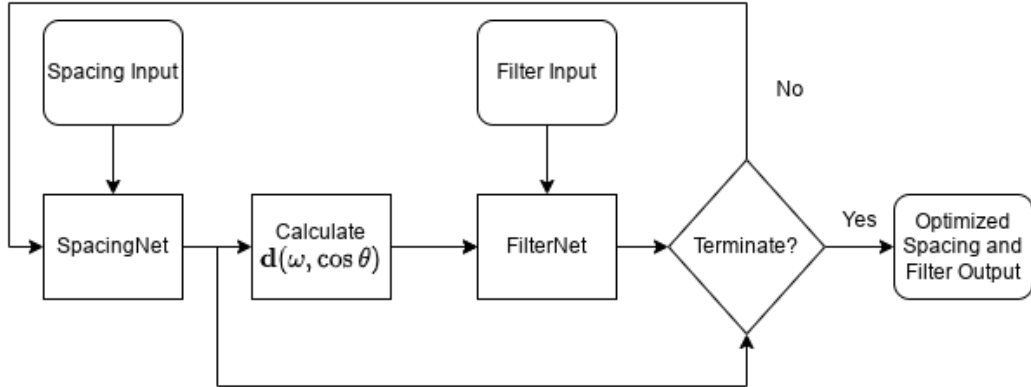 Spacing Input
Filter Input
No
SpacingNet
Calculate
d(ω, cos θ)
FilterNet
Terminate?
Yes
Optimized
Spacing and
Filter Output